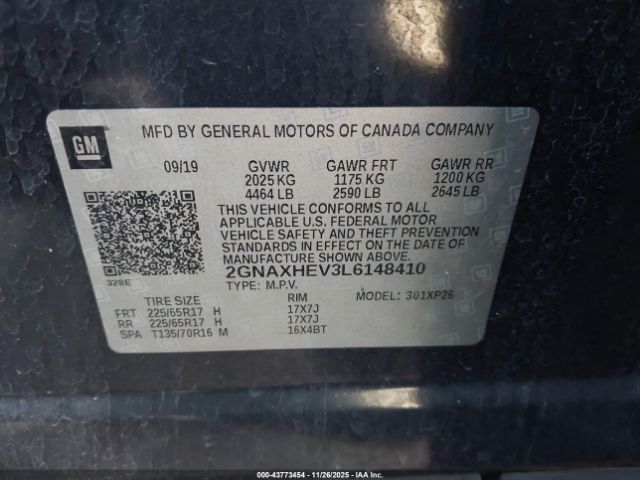 GM
MFD BY GENERAL MOTORS OF CANADA COMPANY
09/19 GVWR GAWR FRT GAWR RR
2025 KG 1175 KG 1200 KG
4464 LB 2590 LB 2645 LB
THIS VEHICLE CONFORMS TO ALL
APPLICABLE U.S. FEDERAL MOTOR
VEHICLE SAFETY AND THEFT PREVENTION
STANDARDS IN EFFECT ON THE DATE OF
MANUFACTURE SHOWN ABOVE.
2GNAXHEV3L6148410
328E TYPE: M.P.V. MODEL: 301XP26
TIRE SIZE RIM
FRT 225/65R17 H 17X7J
RR 225/65R17 H 17X7J
SPA T135/70R16 M 16X4BT
© STOCK: 43773454 | 11/26/2025 | IAA.COM